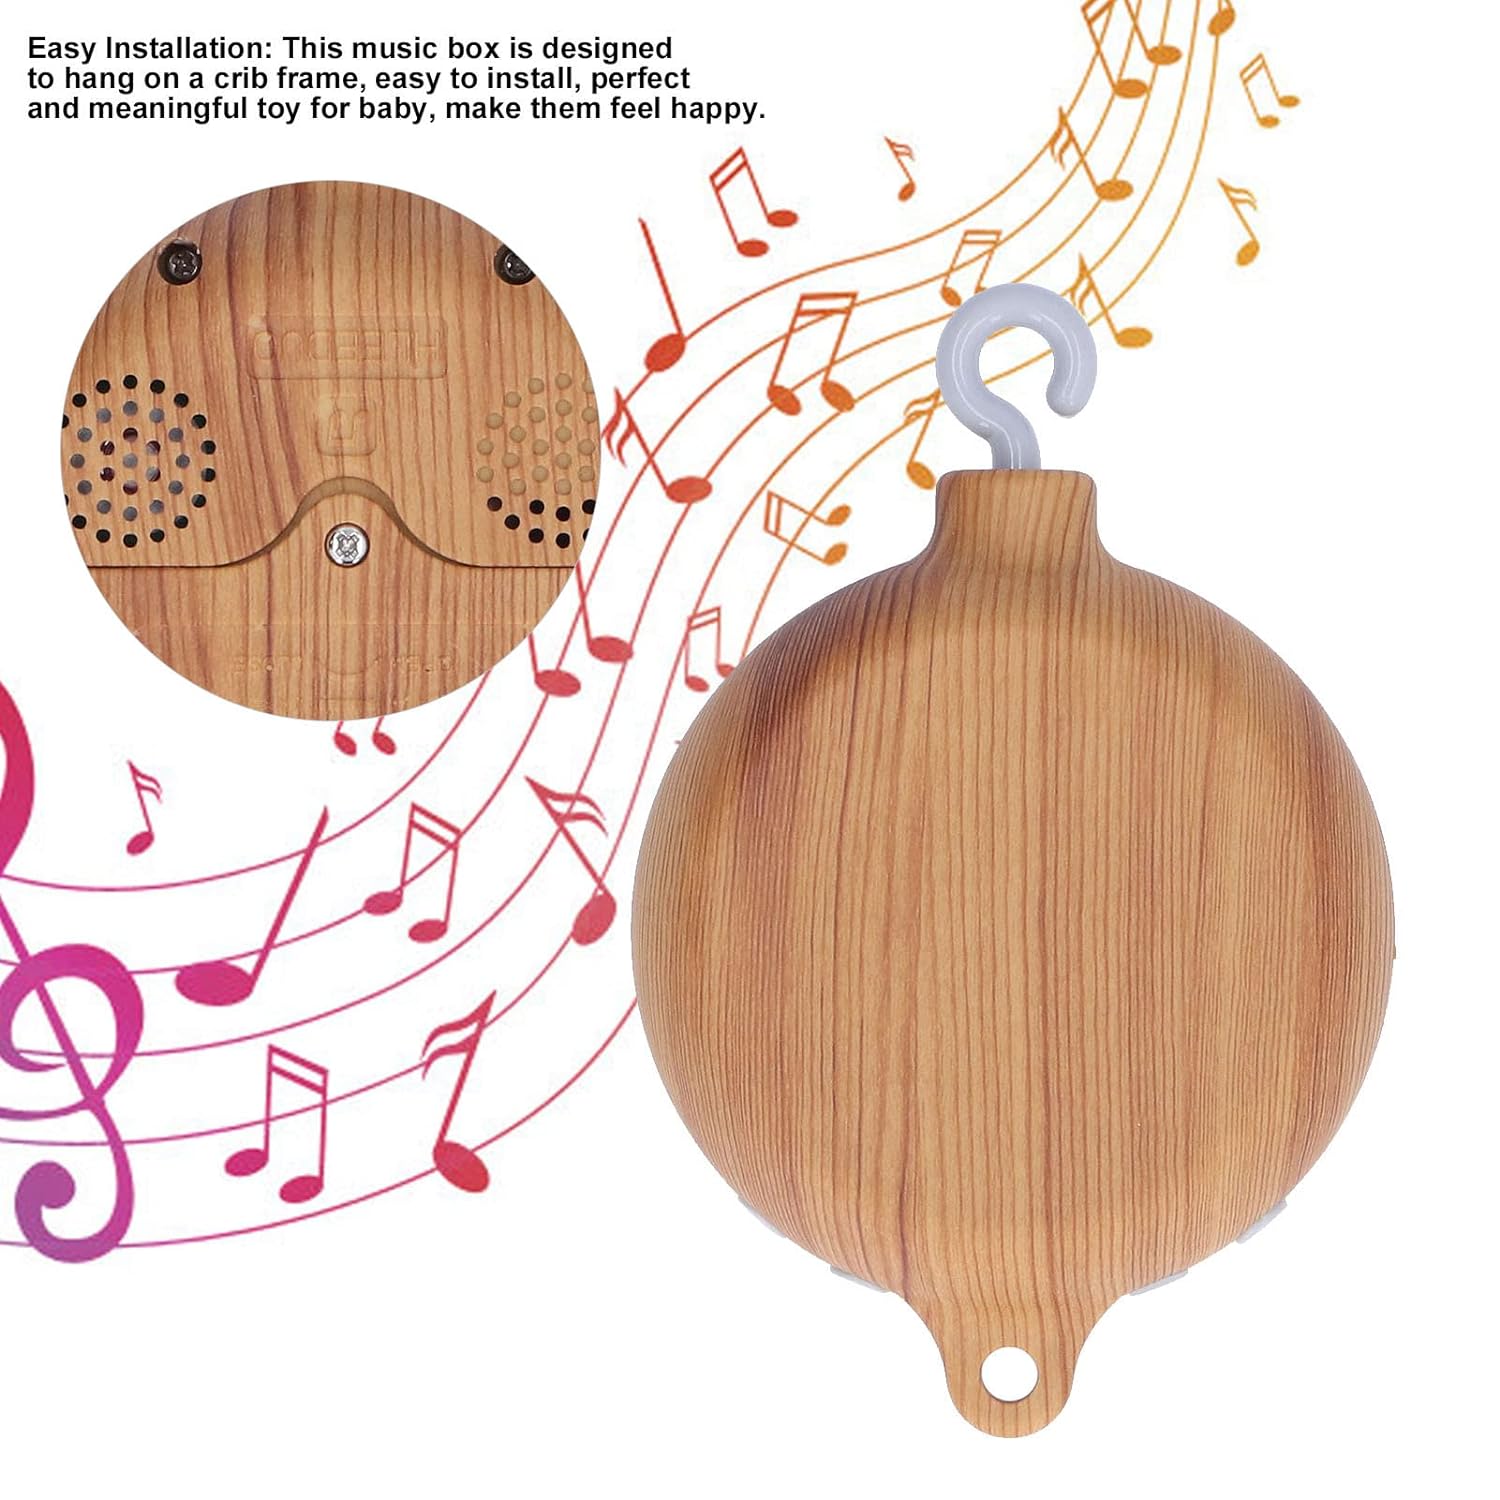 Easy Installation: This music box is designed
to hang on a crib frame, easy to install, perfect
and meaningful toy for baby, make them feel happy.